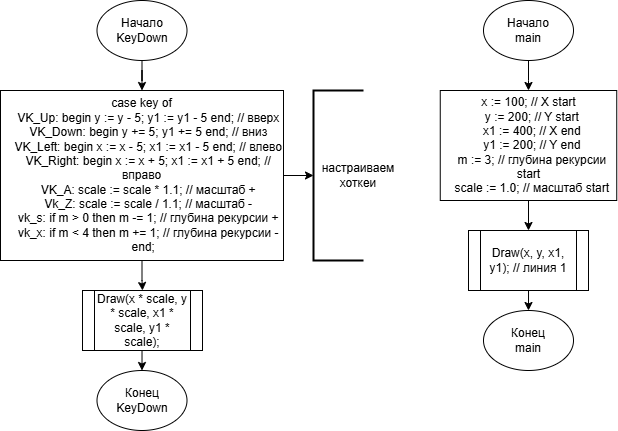 Начало
KeyDown
case key of
VK_Up: begin y := y - 5; y1 := y1 - 5 end; // вверх
VK_Down: begin y += 5; y1 += 5 end; // вниз
VK_Left: begin x := x - 5; x1 := x1 - 5 end; // влево
VK_Right: begin x := x + 5; x1 := x1 + 5 end; //
вправо
VK_A: scale := scale * 1.1; // масштаб +
VK_Z: scale := scale / 1.1; // масштаб -
vk_s: if m > 0 then m -= 1; // глубина рекурсии +
vk_x: if m < 4 then m += 1; // глубина рекурсии -
end;
настраиваем
хоткеи
Draw(x * scale, y
* scale, x1 *
scale, y1 *
scale);
Конец
KeyDown
Начало
main
x := 100; // X start
y := 200; // Y start
x1 := 400; // X end
y1 := 200; // Y end
m := 3; // глубина рекурсии
start
scale := 1.0; // масштаб start
Draw(x, y, x1,
y1); // линия 1
Конец
main